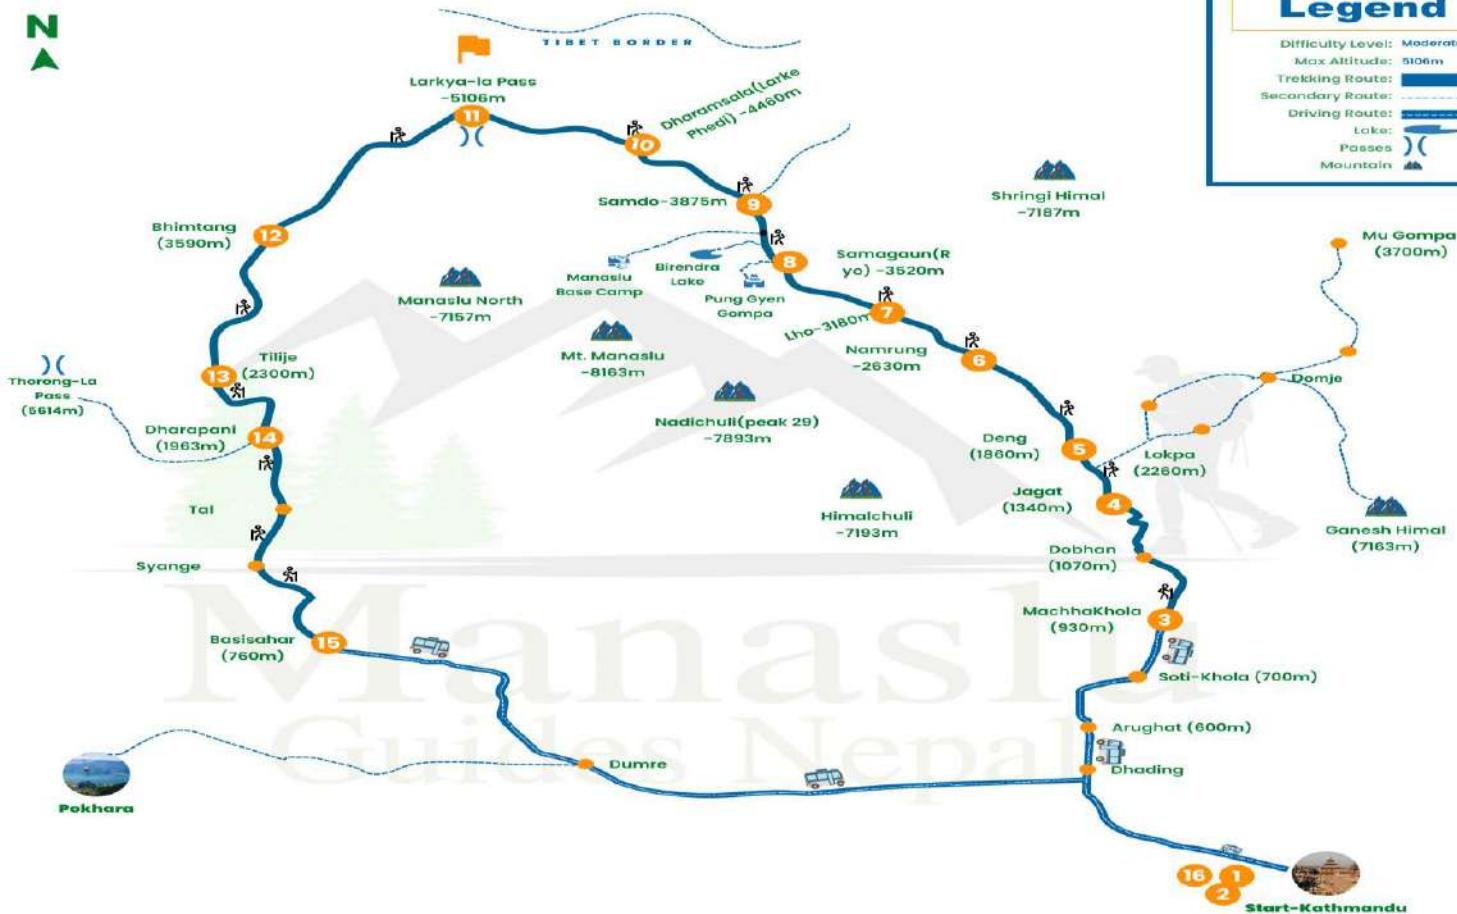 N
TIBET BORDER
Legend
Difficulty Level: Moderat
Max Altitude: 5106m
Trekking Route:
Secondary Route:
Driving Route:
Lake:
Passes
Mountain
Larkya-la Pass
-5106m
11
Dharamsala(Larke
Phedi) -4460m
10
Samdo-3875m
9
Shringi Himal
-7187m
Mu Gompa
(3700m)
Bhimtang
(3590m)
12
Manaslu North
-7157m
Manaslu
Base Camp
Birendra
Lake
Pung Gyen
Gompa
8
Samagaun(R
yo) -3520m
Lho-3180m
7
Mt. Manaslu
-8163m
Namrung
-2630m
6
Thorong-La
Pass
(5614m)
Tilije
(2300m)
13
Domje
Nadichuli(peak 29)
-7893m
Dharapani
(1963m)
14
Deng
(1860m)
5
Lokpa
(2260m)
Jagat
(1340m)
4
Tal
Himalchuli
-7193m
Ganesh Himal
(7163m)
Syange
Dobhan
(1070m)
MachhaKhola
(930m)
3
Basisahar
(760m)
15
Manaslu
Guides Nepal
Soti-Khola (700m)
Arughat (600m)
Dhading
Dumre
Pokhara
16
1
2
Start-Kathmandu